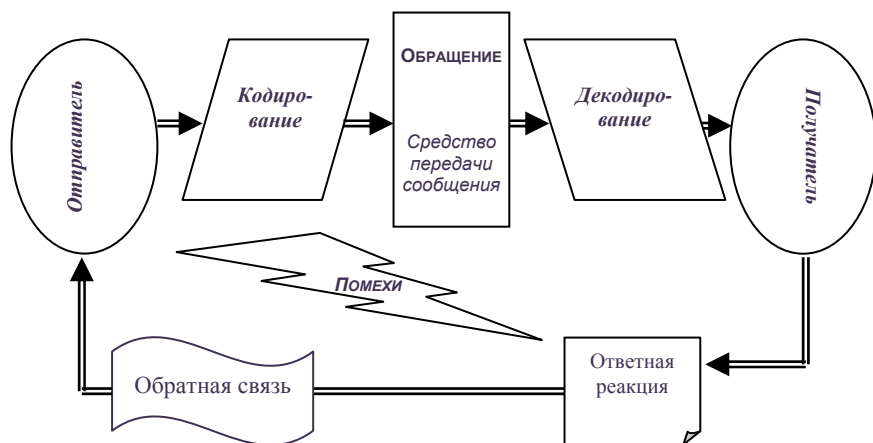 Отправитель
Кодиро-
вание
ОБРАЩЕНИЕ
Средство
передачи
сообщения
Декодиро-
вание
Получатель
ПОМЕХИ
Обратная связь
Ответная
реакция